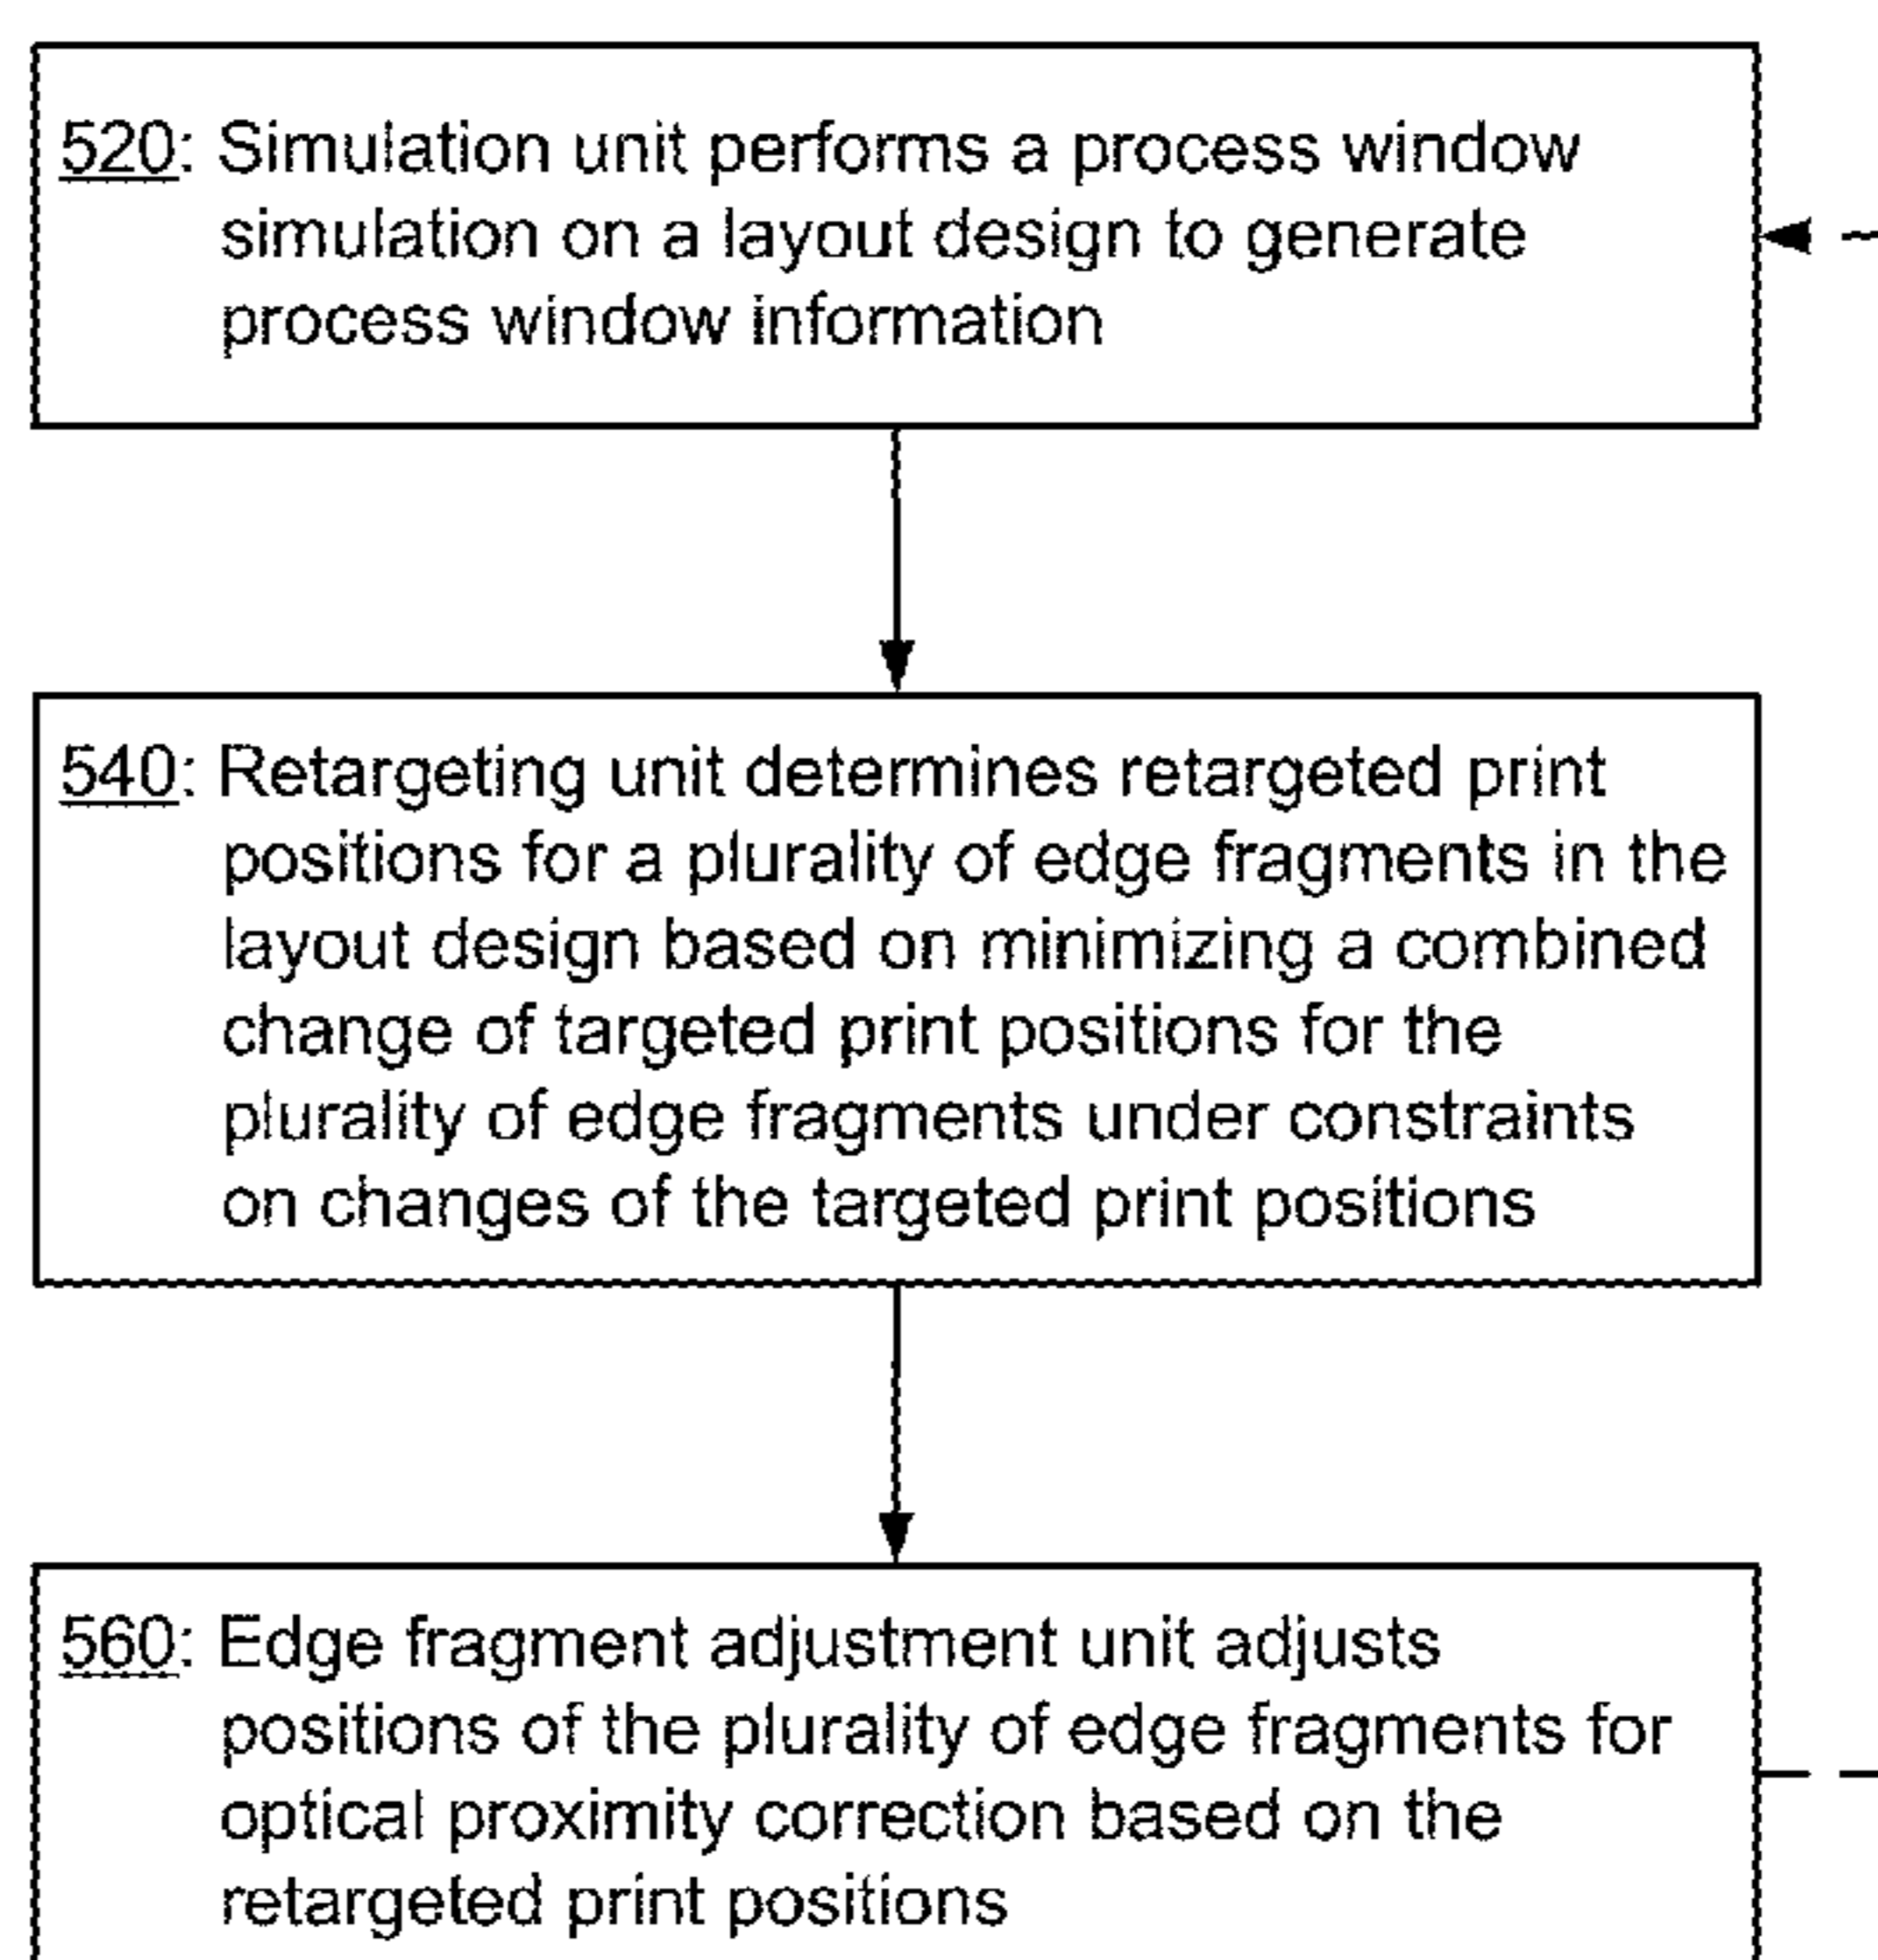 520: Simulation unit performs a process window
simulation on a layout design to generate
process window information
540: Retargeting unit determines retargeted print
positions for a plurality of edge fragments in the
layout design based on minimizing a combined
change of targeted print positions for the
plurality of edge fragments under constraints
on changes of the targeted print positions
560: Edge fragment adjustment unit adjusts
positions of the plurality of edge fragments for
optical proximity correction based on the
retargeted print positions